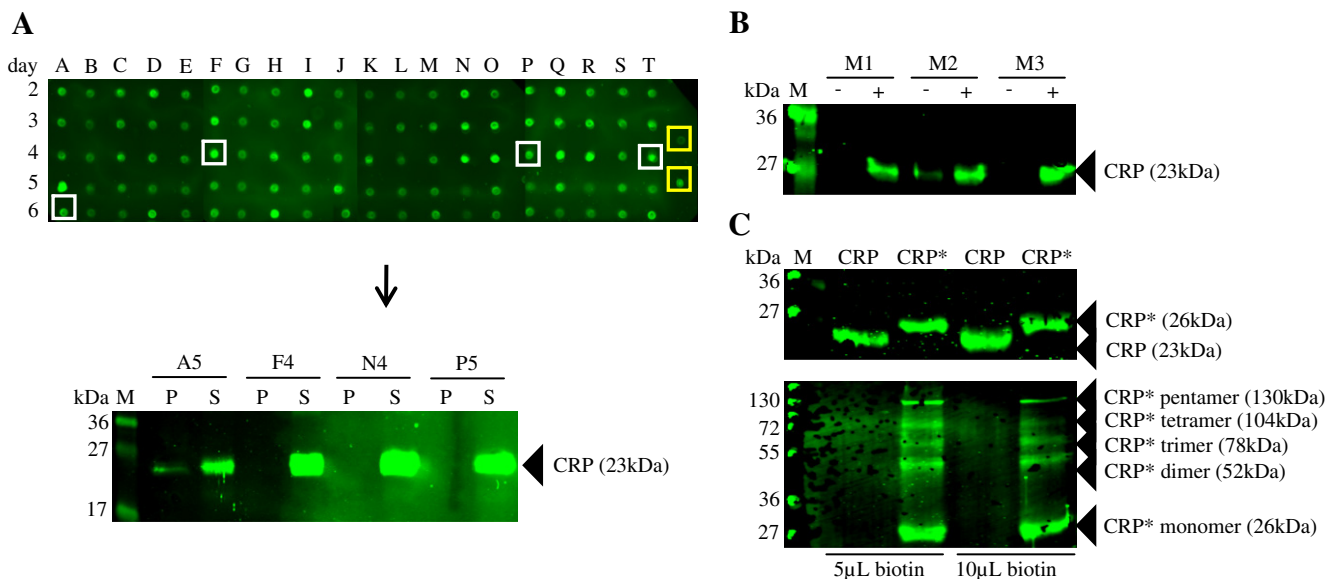 A
day A B C D E F G H I J K L M N O P Q R S T
2
3
4
5
6
A5 F4 N4 P5
kDa M P S P S P S P S
36
27
17
CRP (23kDa)
B
M1 M2 M3
kDa M - + - + - +
36
27
CRP (23kDa)
C
kDa M CRP CRP* CRP CRP*
36
27
CRP* (26kDa)
CRP (23kDa)
130
72
55
36
27
CRP* pentamer (130kDa)
CRP* tetramer (104kDa)
CRP* trimer (78kDa)
CRP* dimer (52kDa)
CRP* monomer (26kDa)
5µL biotin 10µL biotin